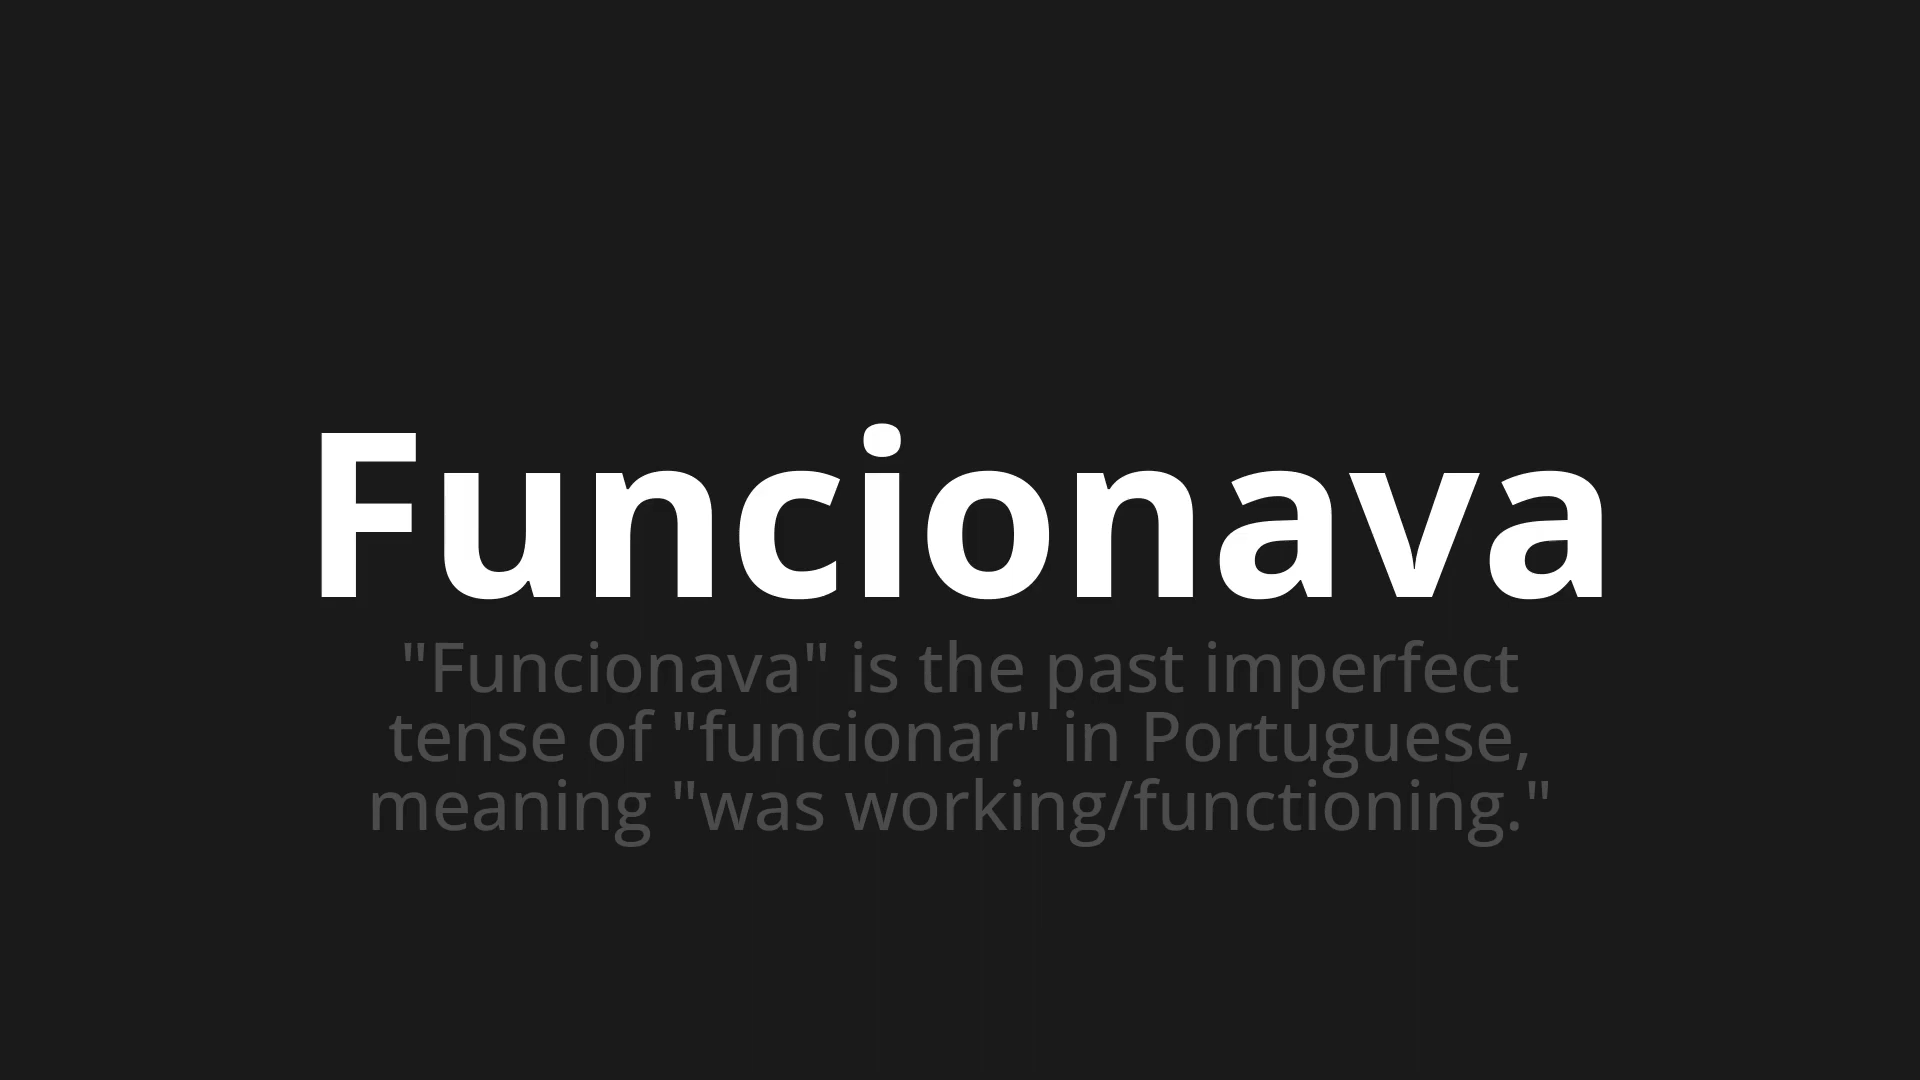 Funcionava
"Funcionava" is the past imperfect
tense of "funcionar" in Portuguese,
meaning "was working/functioning."